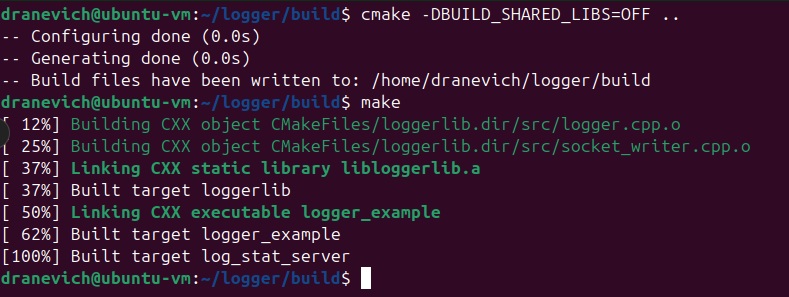 dranevich@ubuntu-vm:~/logger/build$ cmake -DBUILD_SHARED_LIBS=OFF ..
-- Configuring done (0.0s)
-- Generating done (0.0s)
-- Build files have been written to: /home/dranevich/logger/build
dranevich@ubuntu-vm:~/logger/build$ make
[ 12%] Building CXX object CMakeFiles/loggerlib.dir/src/logger.cpp.o
[ 25%] Building CXX object CMakeFiles/loggerlib.dir/src/socket_writer.cpp.o
[ 37%] Linking CXX static library libloggerlib.a
[ 37%] Built target loggerlib
[ 50%] Linking CXX executable logger_example
[ 62%] Built target logger_example
[100%] Built target log_stat_server
dranevich@ubuntu-vm:~/logger/build$